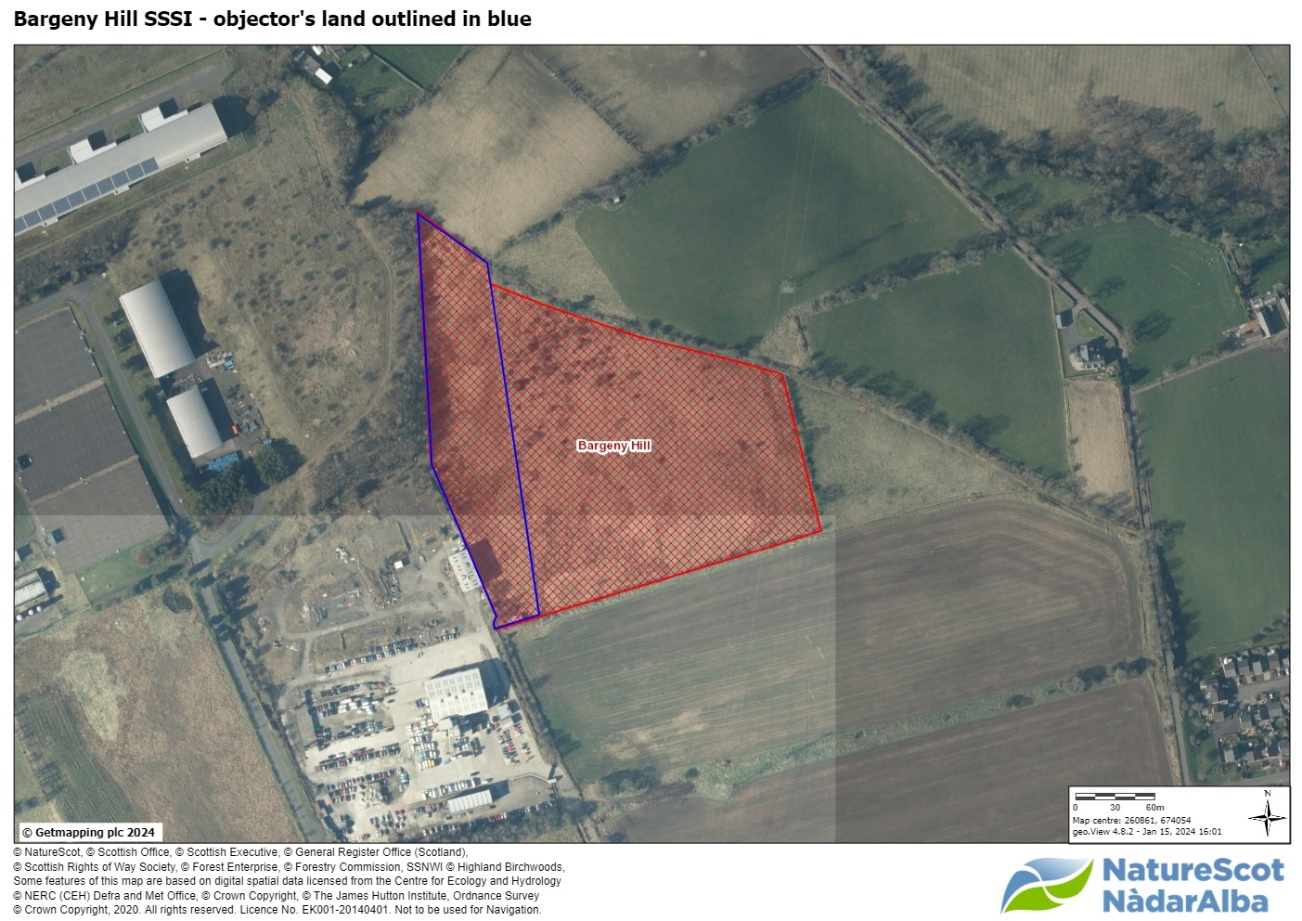 Bargeny Hill SSSI - objector's land outlined in blue
Bargeny Hill
N
0 30 60m
Map centre: 260861, 674054
geo.View 4.8.2 - Jan 15, 2024 16:01
© Getmapping plc 2024
© NatureScot, © Scottish Office, © Scottish Executive, © General Register Office (Scotland),
© Scottish Rights of Way Society, © Forest Enterprise, © Forestry Commission, SSNWI © Highland Birchwoods,
Some features of this map are based on digital spatial data licensed from the Centre for Ecology and Hydrology
© NERC (CEH) Defra and Met Office, © Crown Copyright, © The James Hutton Institute, Ordnance Survey
© Crown Copyright, 2020. All rights reserved. Licence No. EK001-20140401. Not to be used for Navigation.
NatureScot
NàdarAlba